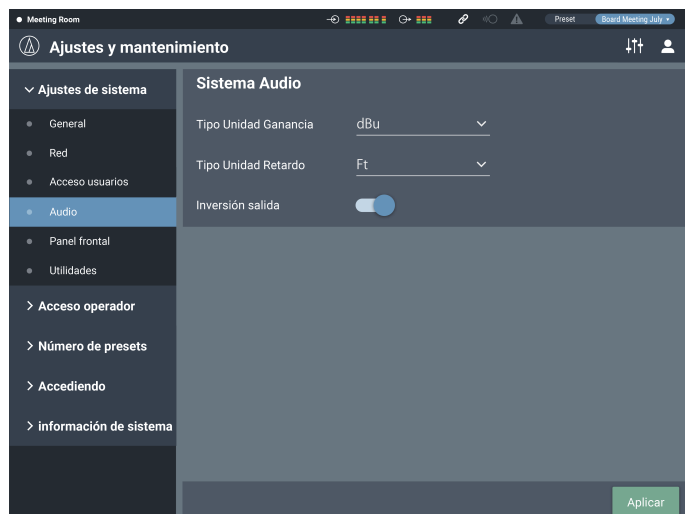 Meeting Room
Preset
Board Meeting July
Ajustes y mantenimiento
Ajustes de sistema
General
Red
Acceso usuarios
Audio
Panel frontal
Utilidades
Acceso operador
Número de presets
Accediendo
información de sistema
Sistema Audio
Tipo Unidad Ganancia
dBu
Tipo Unidad Retardo
Ft
Inversión salida
Aplicar